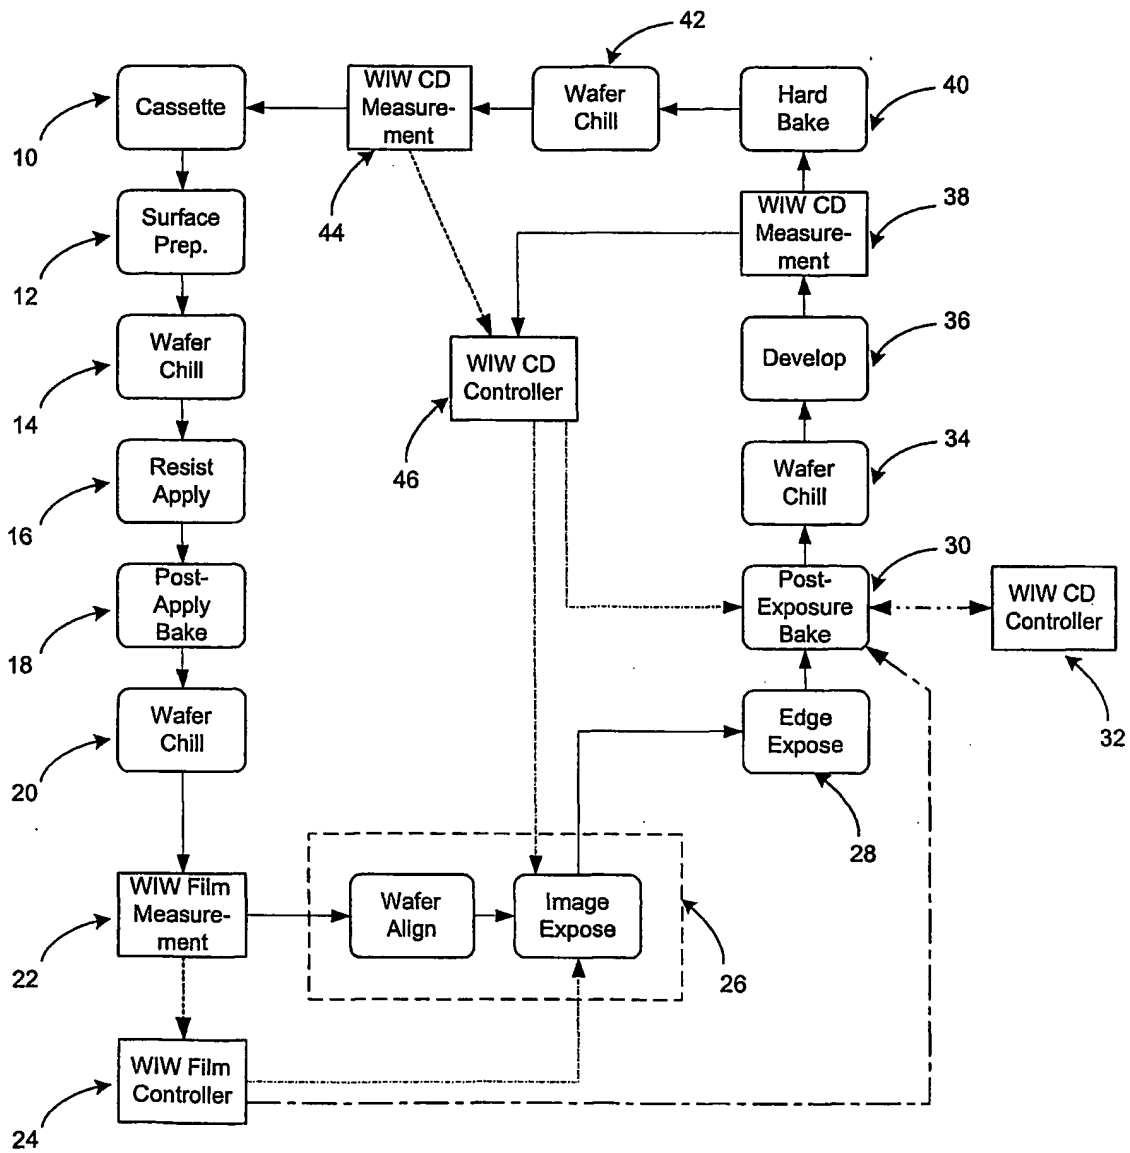 42
10
Cassette
WIW CD
Measure-
ment
44
Wafer
Chill
Hard
Bake
40
12
Surface
Prep.
WIW CD
Measure-
ment
38
14
Wafer
Chill
WIW CD
Controller
46
Develop
36
16
Resist
Apply
Wafer
Chill
34
18
Post-
Apply
Bake
Post-
Exposure
Bake
30
WIW CD
Controller
32
20
Wafer
Chill
Edge
Expose
28
22
WIW Film
Measure-
ment
Wafer
Align
Image
Expose
26
24
WIW Film
Controller